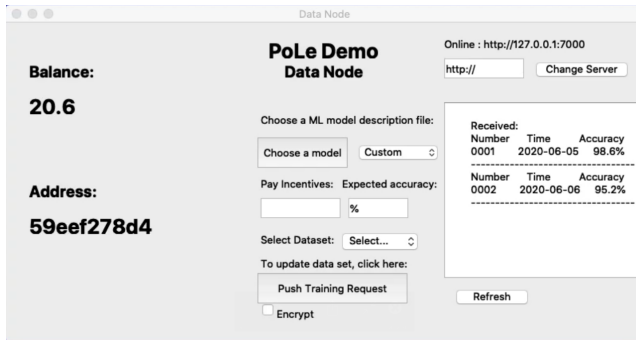 Data Node
Balance:
20.6
Address:
59eef278d4
PoLe Demo
Data Node
Choose a ML model description file:
Choose a model Custom
Pay Incentives: Expected accuracy:
%
Select Dataset: Select...
To update data set, click here:
Push Training Request
Encrypt
Online : http://127.0.0.1:7000
http:// Change Server
Received:
Number Time Accuracy
0001 2020-06-05 98.6%
------------------------------------
Number Time Accuracy
0002 2020-06-06 95.2%
------------------------------------
Refresh